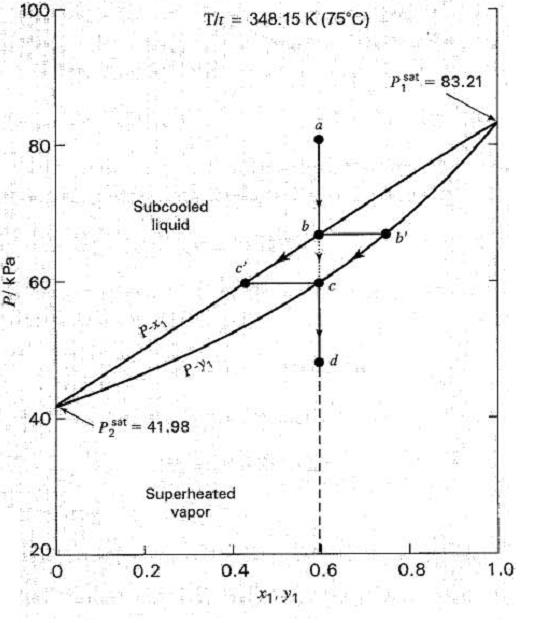 100
T/t = 348.15 K (75°C)
P₁ˢᵃᵗ = 83.21
a
80
Subcooled
liquid
b
b'
c'
60
c
P/ kPa
P-x₁
P-y₁
d
40
P₂ˢᵃᵗ = 41.98
Superheated
vapor
20
0 0.2 0.4 0.6 0.8 1.0
x₁, y₁